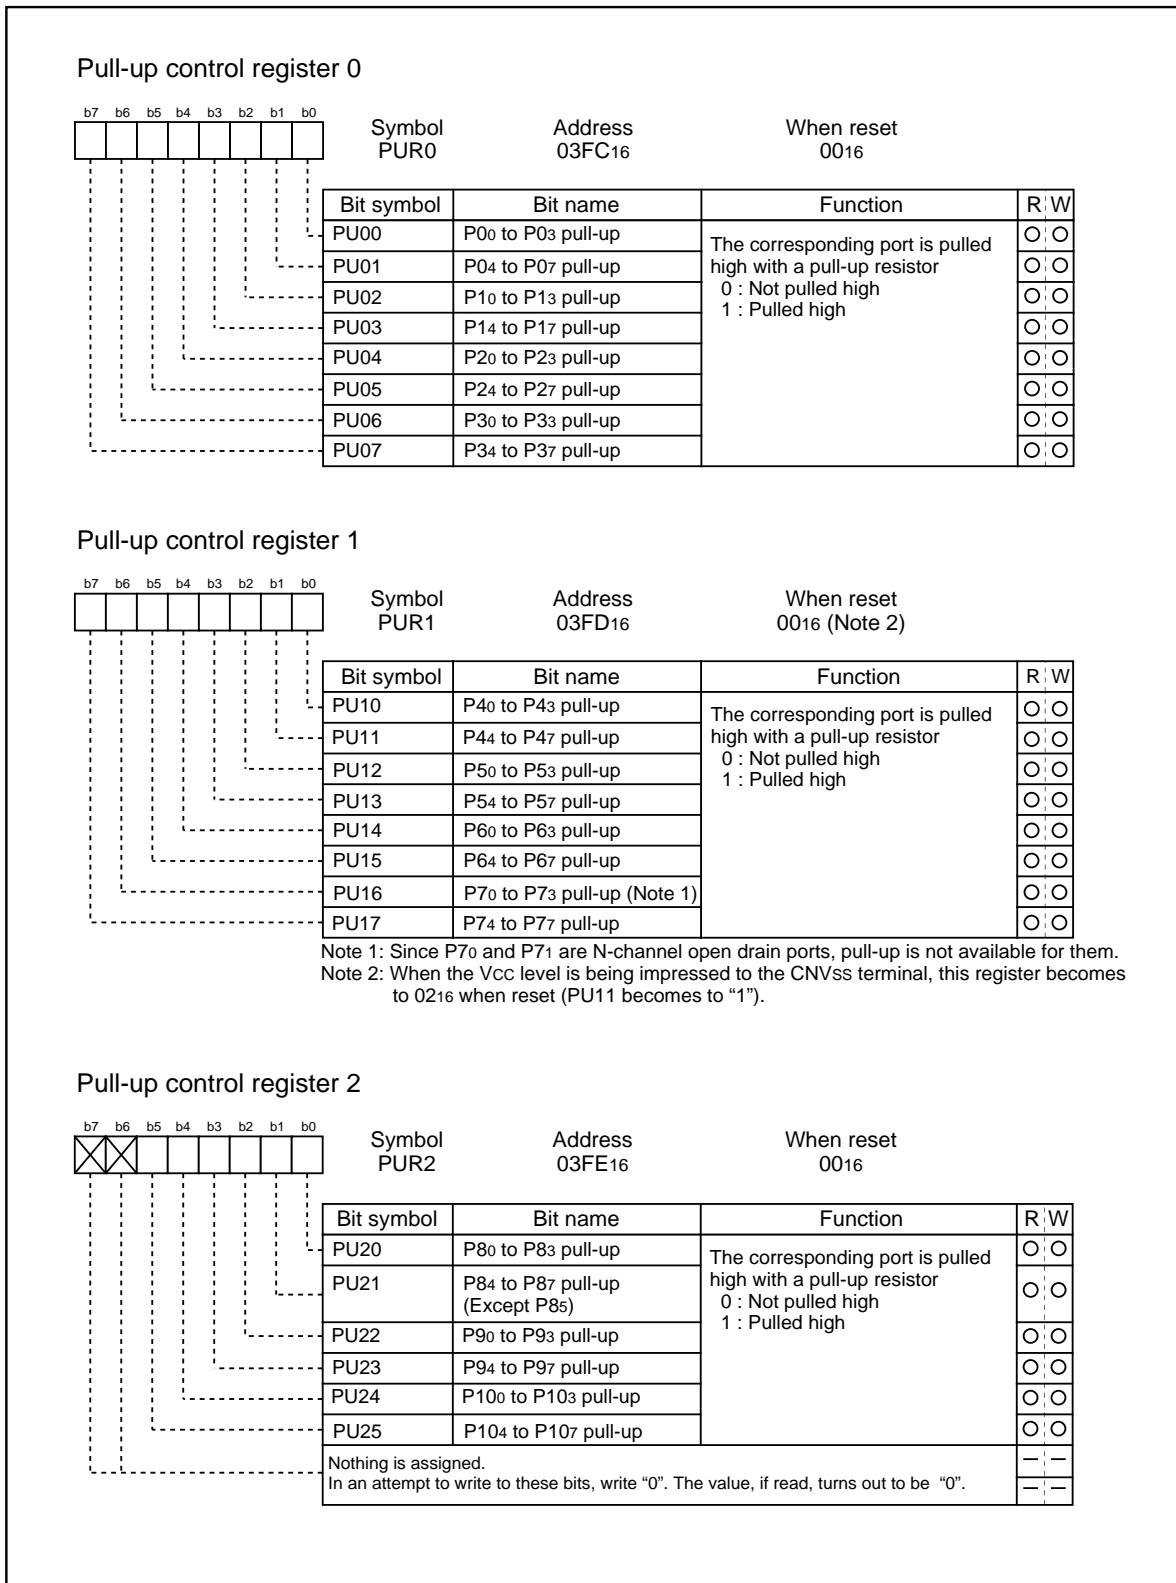 Pull-up control register 0
b7 b6 b5 b4 b3 b2 b1 b0
Symbol Address When reset
PUR0 03FC16 0016
Bit symbol Bit name Function R W
PU00 P00 to P03 pull-up
PU01 P04 to P07 pull-up
PU02 P10 to P13 pull-up
PU03 P14 to P17 pull-up
PU04 P20 to P23 pull-up
PU05 P24 to P27 pull-up
PU06 P30 to P33 pull-up
PU07 P34 to P37 pull-up
The corresponding port is pulled
high with a pull-up resistor
0 : Not pulled high
1 : Pulled high
Pull-up control register 1
b7 b6 b5 b4 b3 b2 b1 b0
Symbol Address When reset
PUR1 03FD16 0016 (Note 2)
Bit symbol Bit name Function R W
PU10 P40 to P43 pull-up
PU11 P44 to P47 pull-up
PU12 P50 to P53 pull-up
PU13 P54 to P57 pull-up
PU14 P60 to P63 pull-up
PU15 P64 to P67 pull-up
PU16 P70 to P73 pull-up (Note 1)
PU17 P74 to P77 pull-up
The corresponding port is pulled
high with a pull-up resistor
0 : Not pulled high
1 : Pulled high
Note 1: Since P70 and P71 are N-channel open drain ports, pull-up is not available for them.
Note 2: When the VCC level is being impressed to the CNVSS terminal, this register becomes
to 0216 when reset (PU11 becomes to “1”).
Pull-up control register 2
b7 b6 b5 b4 b3 b2 b1 b0
Symbol Address When reset
PUR2 03FE16 0016
Bit symbol Bit name Function R W
PU20 P80 to P83 pull-up
PU21 P84 to P87 pull-up
(Except P85)
PU22 P90 to P93 pull-up
PU23 P94 to P97 pull-up
PU24 P100 to P103 pull-up
PU25 P104 to P107 pull-up
The corresponding port is pulled
high with a pull-up resistor
0 : Not pulled high
1 : Pulled high
Nothing is assigned.
In an attempt to write to these bits, write “0”. The value, if read, turns out to be “0”.